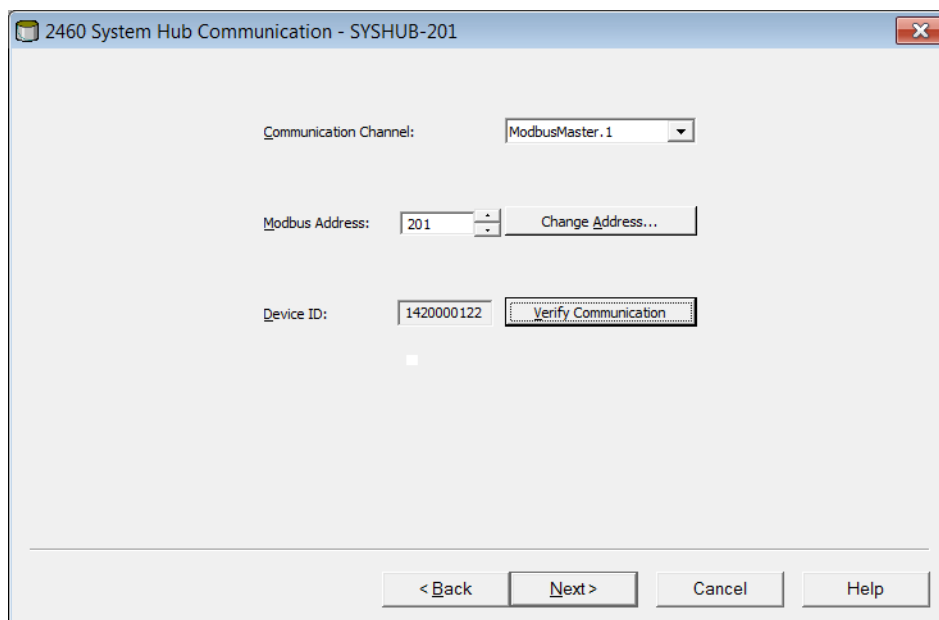 2460 System Hub Communication - SYSHUB-201
Communication Channel: ModbusMaster.1
Modbus Address: 201 Change Address...
Device ID: 1420000122 Verify Communication
< Back Next > Cancel Help